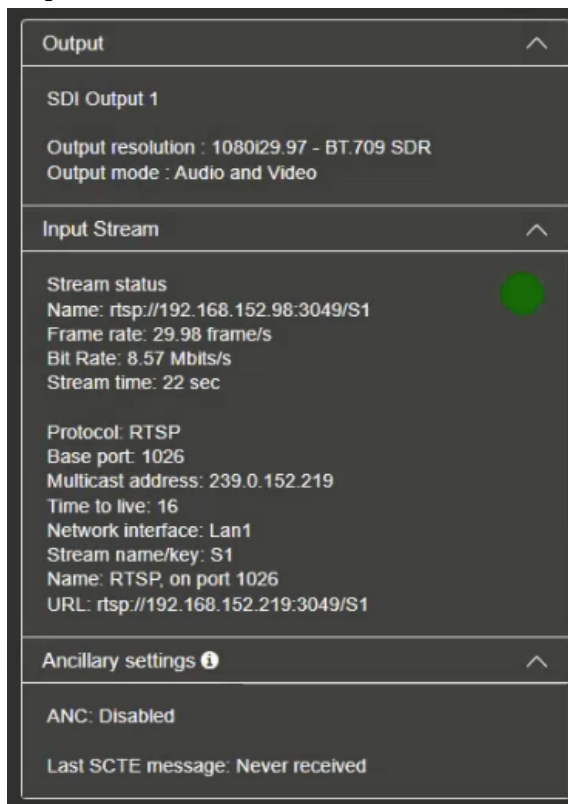 Output
SDI Output 1
Output resolution : 1080i29.97 - BT.709 SDR
Output mode : Audio and Video
Input Stream
Stream status
Name: rtsp://192.168.152.98:3049/S1
Frame rate: 29.98 frame/s
Bit Rate: 8.57 Mbits/s
Stream time: 22 sec
Protocol: RTSP
Base port: 1026
Multicast address: 239.0.152.219
Time to live: 16
Network interface: Lan1
Stream name/key: S1
Name: RTSP, on port 1026
URL: rtsp://192.168.152.219:3049/S1
Ancillary settings
ANC: Disabled
Last SCTE message: Never received